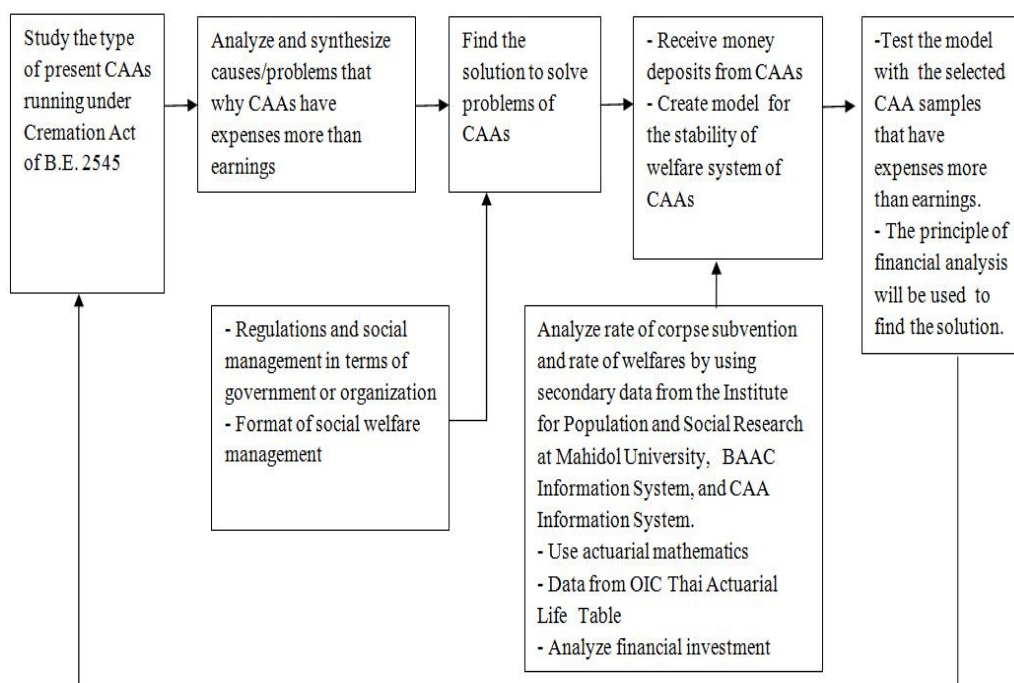 Study the type
of present CAAs
running under
Cremation Act
of B.E. 2545
Analyze and synthesize
causes/problems that
why CAAs have
expenses more than
earnings
Find the
solution to solve
problems of
CAAs
- Receive money
deposits from CAAs
- Create model for
the stability of
welfare system of
CAAs
-Test the model
with the selected
CAA samples
that have
expenses more
than earnings.
- The principle of
financial analysis
will be used to
find the solution.
- Regulations and social
management in terms of
government or organization
- Format of social welfare
management
Analyze rate of corpse subvention
and rate of welfares by using
secondary data from the Institute
for Population and Social Research
at Mahidol University, BAAC
Information System, and CAA
Information System.
- Use actuarial mathematics
- Data from OIC Thai Actuarial
Life Table
- Analyze financial investment